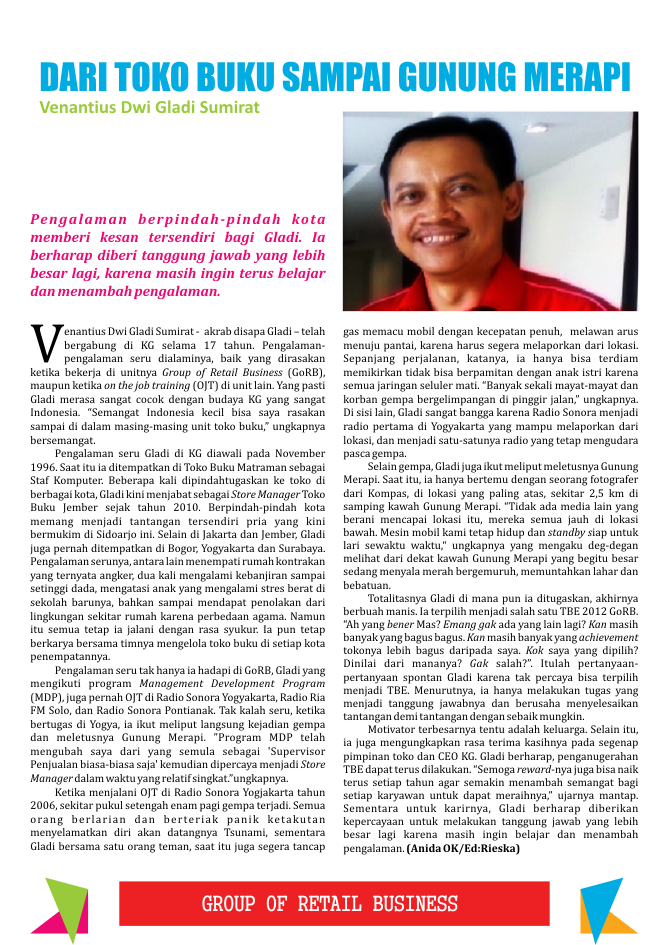 DARI TOKO BUKU SAMPAI GUNUNG MERAPI
Venantius Dwi Gladi Sumirat
Pengalaman berpindah-pindah kota
memberi kesan tersendiri bagi Gladi. Ia
berharap diberi tanggung jawab yang lebih
besar lagi, karena masih ingin terus belajar
dan menambah pengalaman.
Venantius Dwi Gladi Sumirat - akrab disapa Gladi – telah
bergabung di KG selama 17 tahun. Pengalaman-
pengalaman seru dialaminya, baik yang dirasakan
ketika bekerja di unitnya Group of Retail Business (GoRB),
maupun ketika on the job training (OJT) di unit lain. Yang pasti
Gladi merasa sangat cocok dengan budaya KG yang sangat
Indonesia. “Semangat Indonesia kecil bisa saya rasakan
sampai di dalam masing-masing unit toko buku,” ungkapnya
bersemangat.
Pengalaman seru Gladi di KG diawali pada November
1996. Saat itu ia ditempatkan di Toko Buku Matraman sebagai
Staf Komputer. Beberapa kali dipindahtugaskan ke toko di
berbagai kota, Gladi kini menjabat sebagai Store Manager Toko
Buku Jember sejak tahun 2010. Berpindah-pindah kota
memang menjadi tantangan tersendiri pria yang kini
bermukim di Sidoarjo ini. Selain di Jakarta dan Jember, Gladi
juga pernah ditempatkan di Bogor, Yogyakarta dan Surabaya.
Pengalaman serunya, antara lain menempati rumah kontrakan
yang ternyata angker, dua kali mengalami kebanjiran sampai
setinggi dada, mengatasi anak yang mengalami stres berat di
sekolah barunya, bahkan sampai mendapat penolakan dari
lingkungan sekitar rumah karena perbedaan agama. Namun
itu semua tetap ia jalani dengan rasa syukur. Ia pun tetap
berkarya bersama timnya mengelola toko buku di setiap kota
penempatannya.
Pengalaman seru tak hanya ia hadapi di GoRB, Gladi yang
mengikuti program Management Development Program
(MDP), juga pernah OJT di Radio Sonora Yogyakarta, Radio Ria
FM Solo, dan Radio Sonora Pontianak. Tak kalah seru, ketika
bertugas di Yogya, ia ikut meliput langsung kejadian gempa
dan meletusnya Gunung Merapi. ”Program MDP telah
mengubah saya dari yang semula sebagai 'Supervisor
Penjualan biasa-biasa saja' kemudian dipercaya menjadi Store
Manager dalam waktu yang relatif singkat.”ungkapnya.
Ketika menjalani OJT di Radio Sonora Yogjakarta tahun
2006, sekitar pukul setengah enam pagi gempa terjadi. Semua
orang berlarian dan berteriak panik ketakutan
menyelamatkan diri akan datangnya Tsunami, sementara
Gladi bersama satu orang teman, saat itu juga segera tancap
gas memacu mobil dengan kecepatan penuh, melawan arus
menuju pantai, karena harus segera melaporkan dari lokasi.
Sepanjang perjalanan, katanya, ia hanya bisa terdiam
memikirkan tidak bisa berpamitan dengan anak istri karena
semua jaringan seluler mati. “Banyak sekali mayat-mayat dan
korban gempa bergelimpangan di pinggir jalan,” ungkapnya.
Di sisi lain, Gladi sangat bangga karena Radio Sonora menjadi
radio pertama di Yogyakarta yang mampu melaporkan dari
lokasi, dan menjadi satu-satunya radio yang tetap mengudara
pasca gempa.
Selain gempa, Gladi juga ikut meliput meletusnya Gunung
Merapi. Saat itu, ia hanya bertemu dengan seorang fotografer
dari Kompas, di lokasi yang paling atas, sekitar 2,5 km di
samping kawah Gunung Merapi. “Tidak ada media lain yang
berani mencapai lokasi itu, mereka semua jauh di lokasi
bawah. Mesin mobil kami tetap hidup dan standby siap untuk
lari sewaktu waktu,” ungkapnya yang mengaku deg-degan
melihat dari dekat kawah Gunung Merapi yang begitu besar
sedang menyala merah bergemuruh, memuntahkan lahar dan
bebatuan.
Totalitasnya Gladi di mana pun ia ditugaskan, akhirnya
berbuah manis. Ia terpilih menjadi salah satu TBE 2012 GoRB.
“Ah yang bener Mas? Emang gak ada yang lain lagi? Kan masih
banyak yang bagus bagus. Kan masih banyak yang achievement
tokonya lebih bagus daripada saya. Kok saya yang dipilih?
Dinilai dari mananya? Gak salah?”. Itulah pertanyaan-
pertanyaan spontan Gladi karena tak percaya bisa terpilih
menjadi TBE. Menurutnya, ia hanya melakukan tugas yang
menjadi tanggung jawabnya dan berusaha menyelesaikan
tantangan demi tantangan dengan sebaik mungkin.
Motivator terbesarnya tentu adalah keluarga. Selain itu,
ia juga mengungkapkan rasa terima kasihnya pada segenap
pimpinan toko dan CEO KG. Gladi berharap, penganugerahan
TBE dapat terus dilakukan. “Semoga reward-nya juga bisa naik
terus setiap tahun agar semakin menambah semangat bagi
setiap karyawan untuk dapat meraihnya,” ujarnya mantap.
Sementara untuk karirnya, Gladi berharap diberikan
kepercayaan untuk melakukan tanggung jawab yang lebih
besar lagi karena masih ingin belajar dan menambah
pengalaman. (Anida OK/Ed:Rieska)
GROUP OF RETAIL BUSINESS